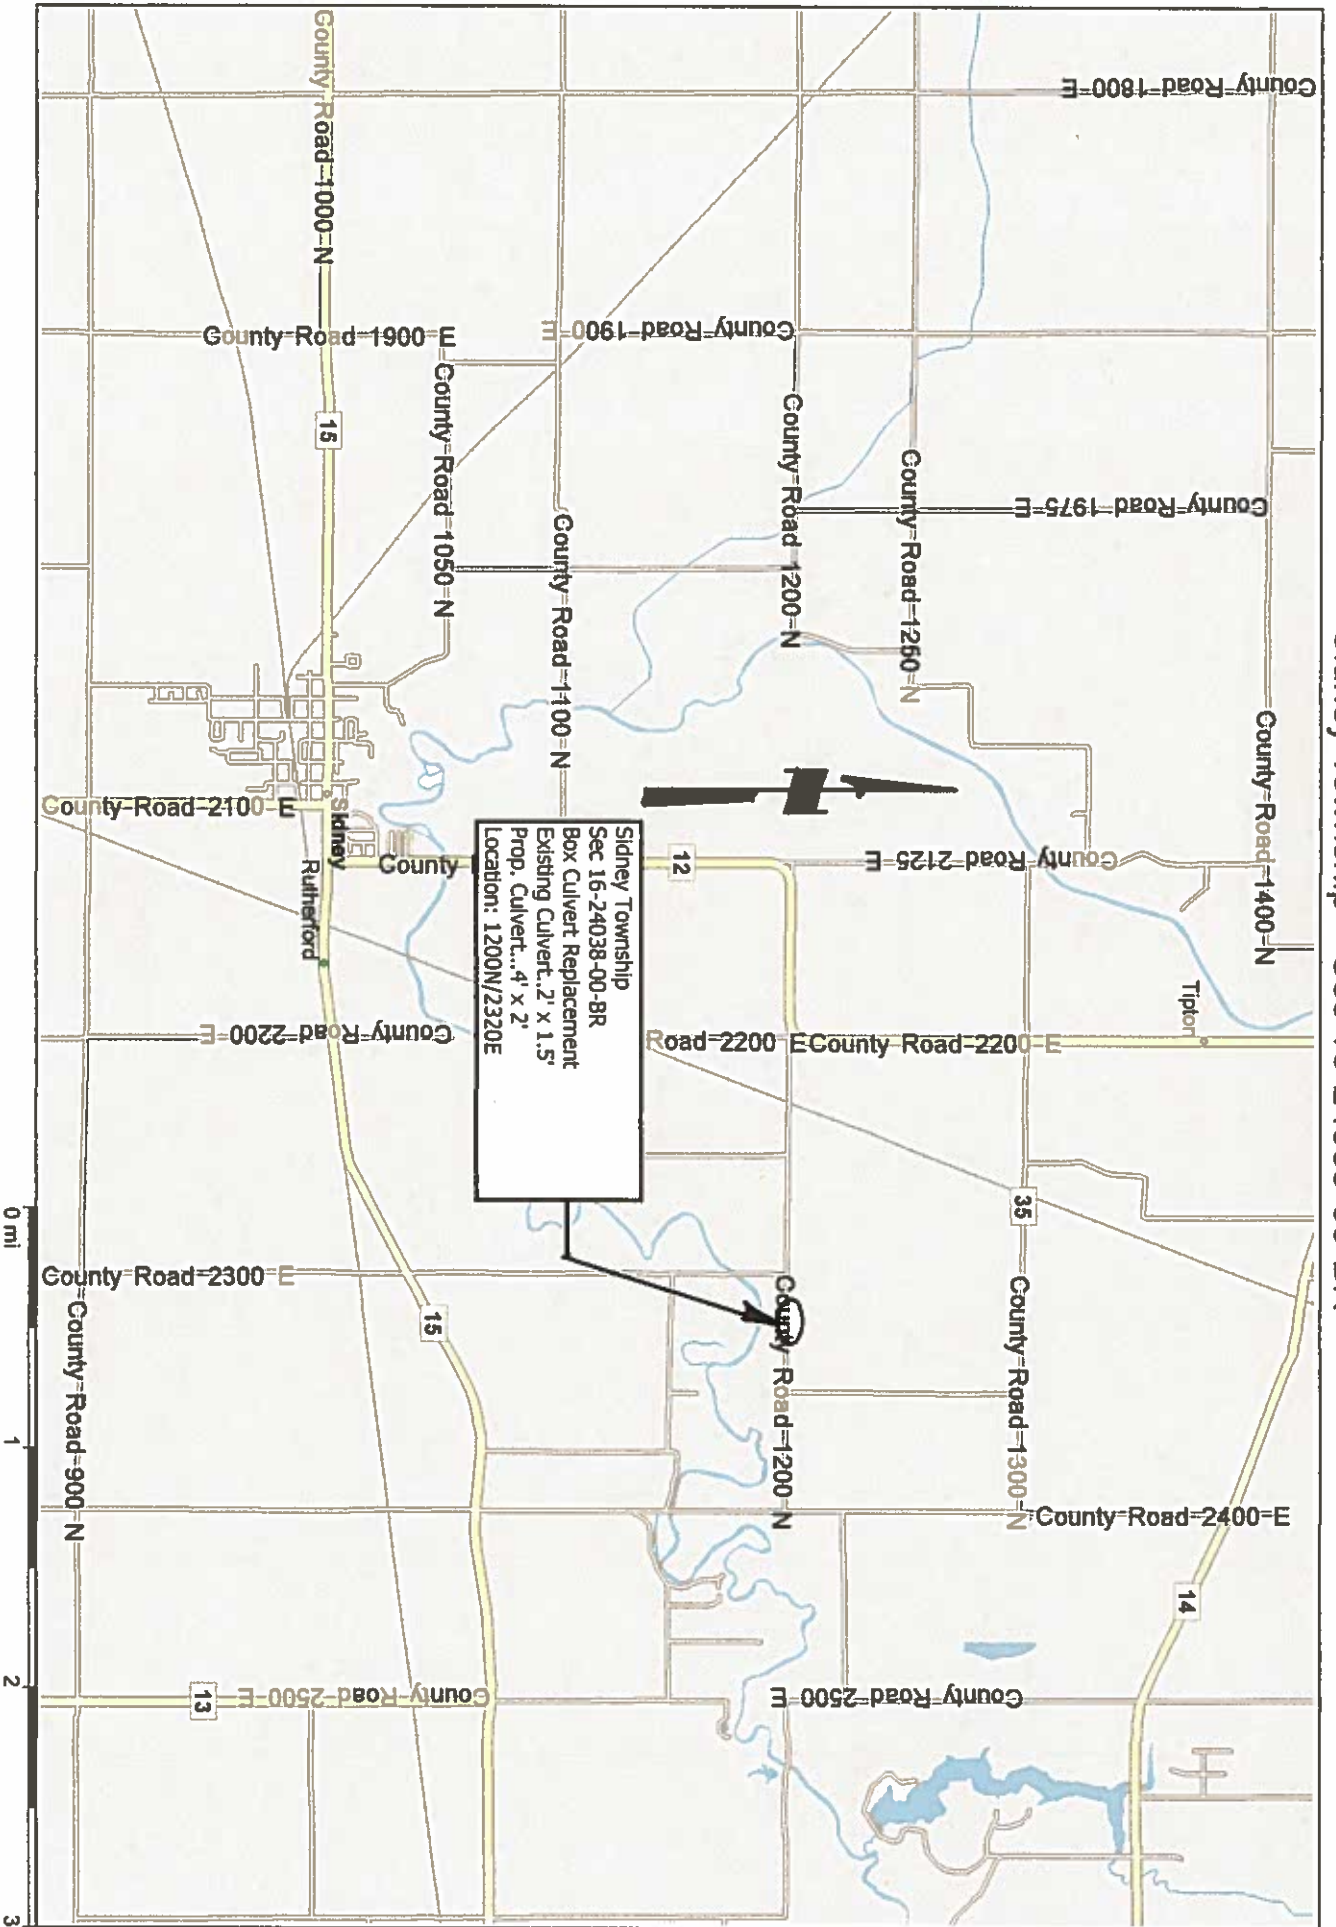 County Road 1400 N
Tipton
14
County Road 1800 E
County Road 1975 E
County Road 2125 E
County Road 2200 E
35
County Road 1300 N
County Road 2400 E
County Road 1250 N
County Road 2500 E
County Road 1200 N
County Road 1200 N
County Road 1900 E
12
Road 2200 E
Sidney Township
Sec 16-24038-00-BR
Box Culvert Replacement
Existing Culvert..2' x 1.5'
Prop. Culvert...4' x 2'
Location: 1200N/2320E
County Road 1100 N
County Road 1050 N
County
County Road 2200 E
County Road 1900 E
County Road 1000 N
15
Sidney
Rutherford
15
County Road 2500 E
County Road 2100 E
County Road 2300 E
13
County Road 900 N
0 mi
1
2
3